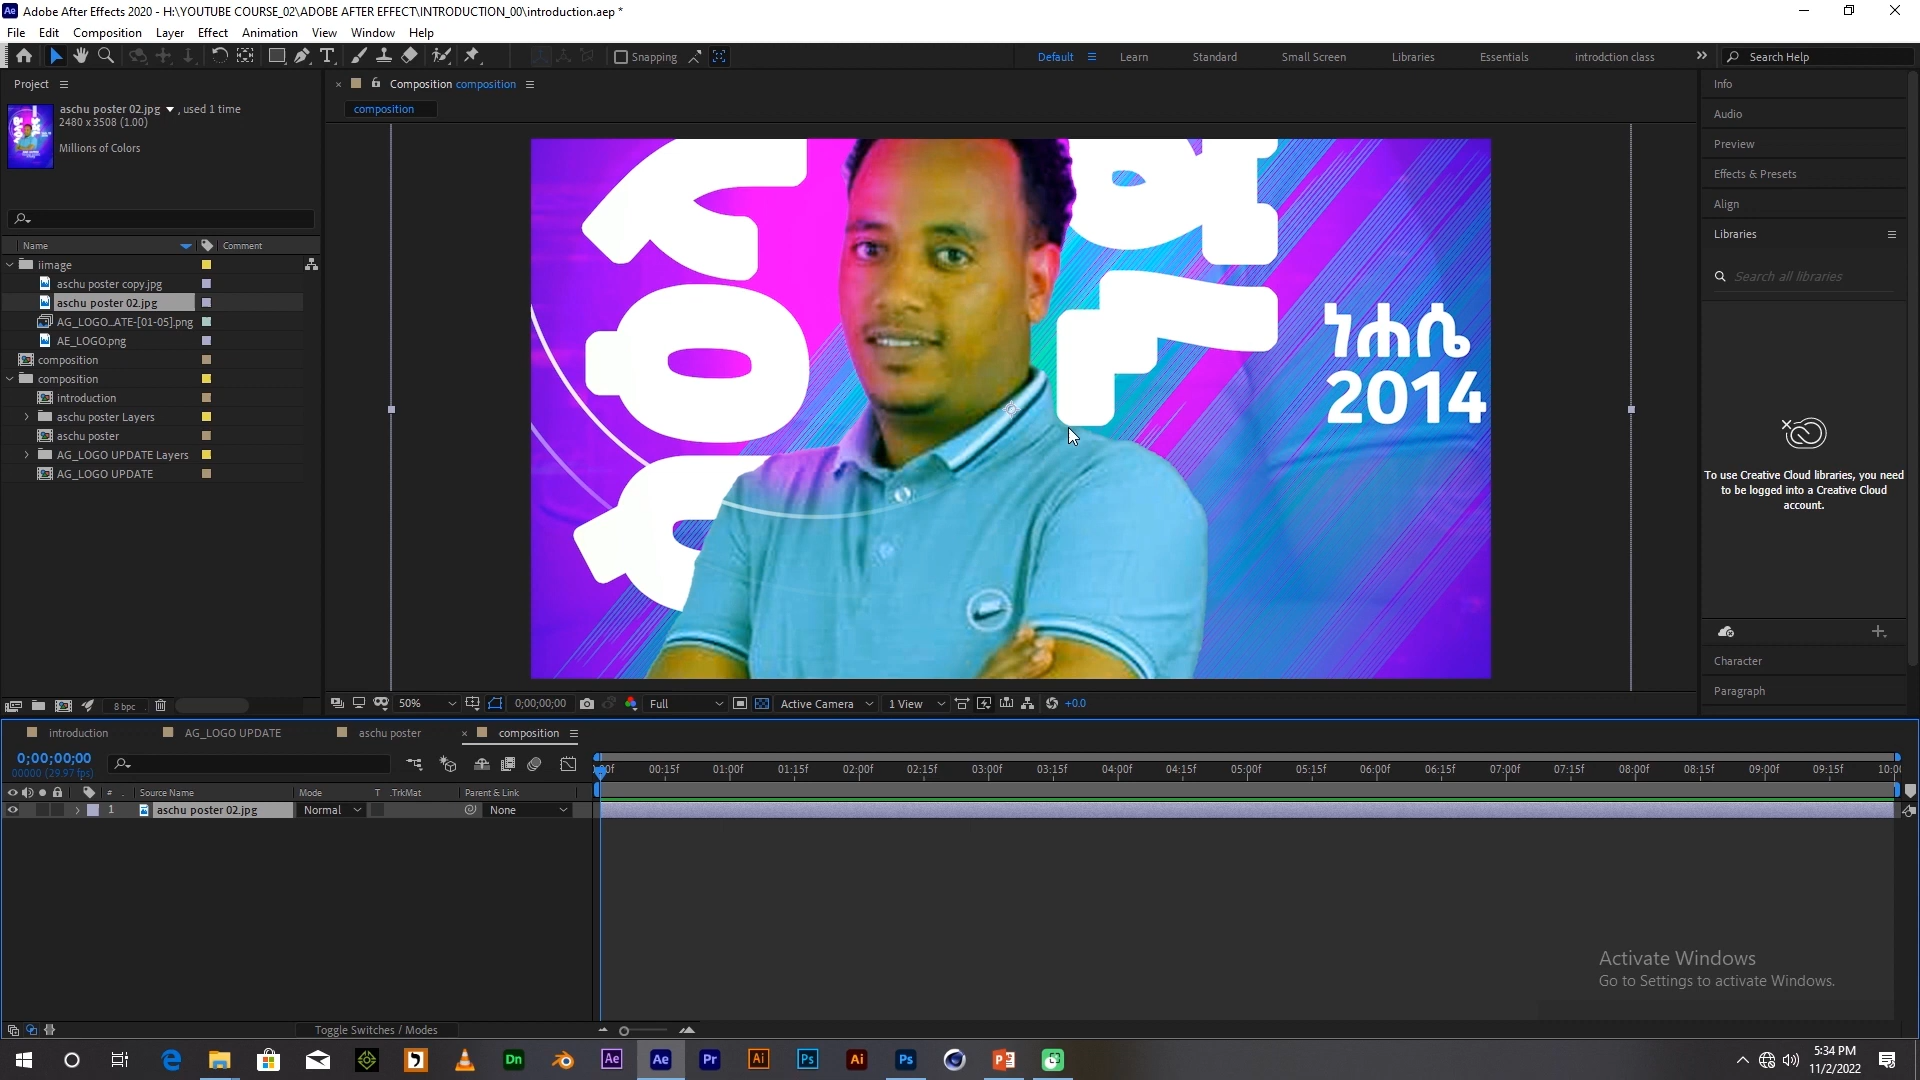 Adobe After Effects 2020 - H:\YOUTUBE COURSE_02\ADOBE AFTER EFFECT\INTRODUCTION_00\introduction.aep *
File Edit Composition Layer Effect Animation View Window Help
Snapping
Default Learn Standard Small Screen Libraries Essentials introdction class Search Help
Project
aschu poster 02.jpg , used 1 time
2480 x 3508 (1.00)
Millions of Colors
Name Comment
iimage
aschu poster copy.jpg
aschu poster 02.jpg
AG_LOGO...ATE-[01-05].png
AE_LOGO.png
composition
composition
introduction
aschu poster Layers
aschu poster
AG_LOGO UPDATE Layers
AG_LOGO UPDATE
8 bpc
Composition composition
composition
ነሐሴ
2014
50% 0;00;00;00 Full Active Camera 1 View +0.0
Info
Audio
Preview
Effects & Presets
Align
Libraries
Search all libraries
To use Creative Cloud libraries, you need
to be logged into a Creative Cloud
account.
Character
Paragraph
introduction AG_LOGO UPDATE aschu poster composition
0;00;00;00
00000 (29.97 fps)
00:15f 01:00f 01:15f 02:00f 02:15f 03:00f 03:15f 04:00f 04:15f 05:00f 05:15f 06:00f 06:15f 07:00f 07:15f 08:00f 08:15f 09:00f 09:15f
# Source Name Mode T .TrkMat Parent & Link
1 aschu poster 02.jpg Normal None
Activate Windows
Go to Settings to activate Windows.
Toggle Switches / Modes
5:34 PM
11/2/2022